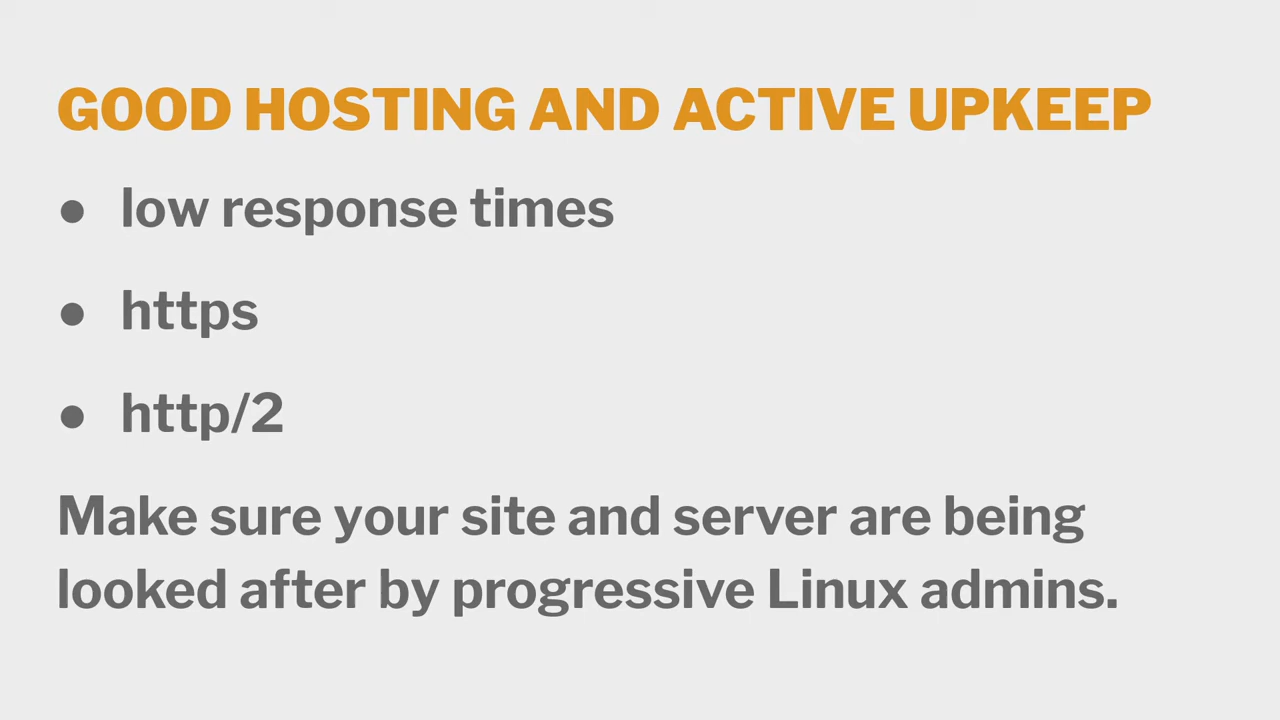 GOOD HOSTING AND ACTIVE UPKEEP
● low response times
● https
● http/2
Make sure your site and server are being
looked after by progressive Linux admins.